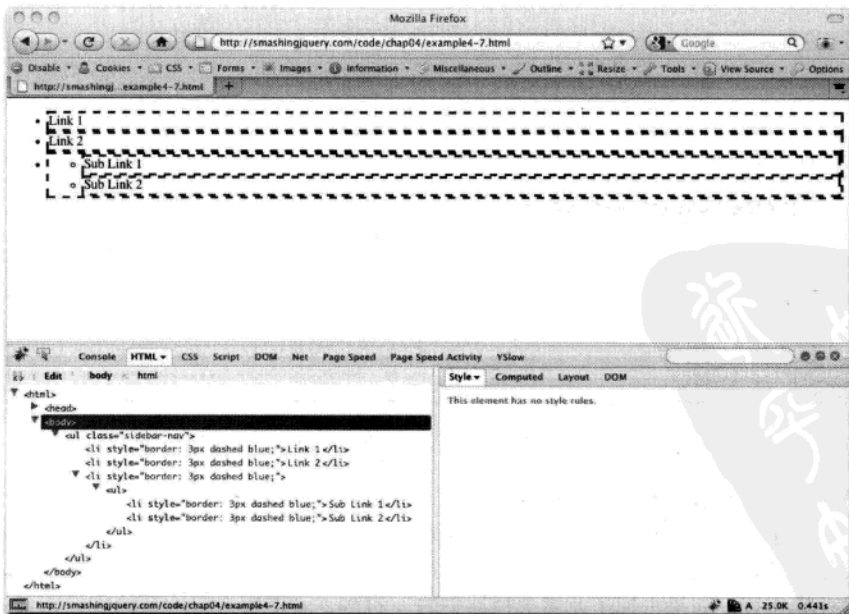 Mozilla Firefox
http://smashingjquery.com/code/chap04/example4-7.html
Google
Disable Cookies CSS Forms Images Information Miscellaneous Outline Resize Tools View Source Options
http://smashingj...example4-7.html
Link 1
Link 2
Sub Link 1
Sub Link 2
Console HTML CSS Script DOM Net Page Speed Page Speed Activity YSlow
Edit body < html
Style Computed Layout DOM
This element has no style rules.
<html>
<head>
<body>
<ul class="sidebar-nav">
<li style="border: 3px dashed blue;">Link 1</li>
<li style="border: 3px dashed blue;">Link 2</li>
<li style="border: 3px dashed blue;">
<ul>
<li style="border: 3px dashed blue;">Sub Link 1</li>
<li style="border: 3px dashed blue;">Sub Link 2</li>
</ul>
</li>
</ul>
</body>
</html>
http://smashingjquery.com/code/chap04/example4-7.html
A 25.0K 0.441s